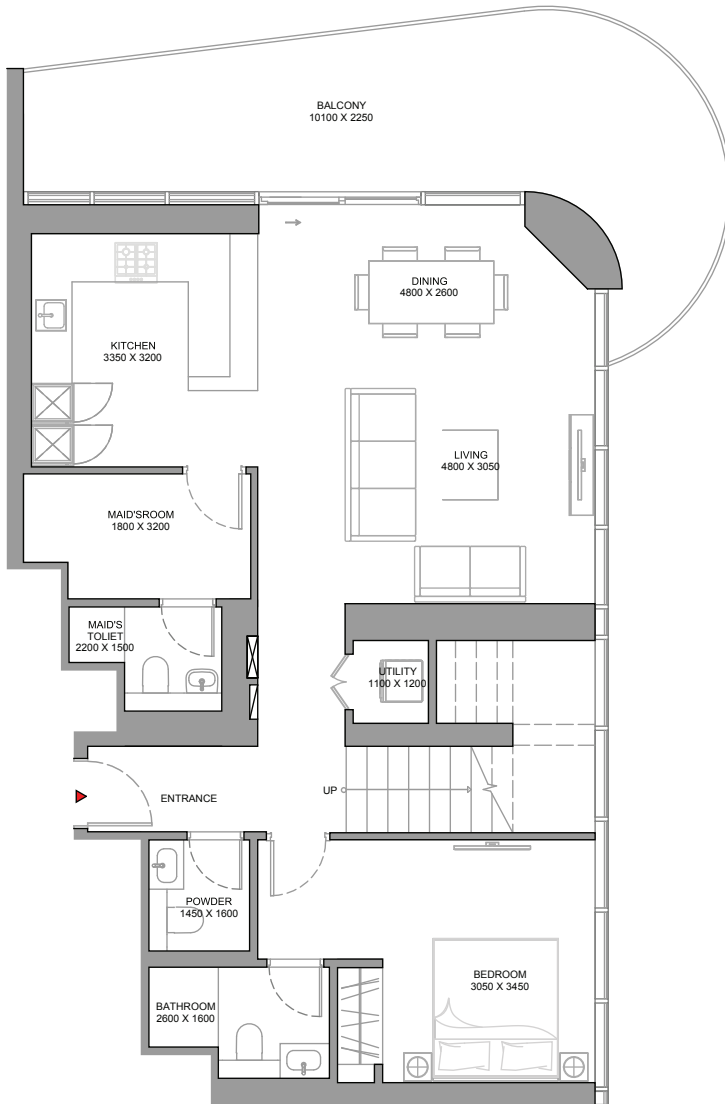 BALCONY
10100 X 2250
DINING
4800 X 2600
KITCHEN
3350 X 3200
LIVING
4800 X 3050
MAID'SROOM
1800 X 3200
MAID'S
TOLIET
2200 X 1500
UTILITY
1100 X 1200
UP
ENTRANCE
POWDER
1450 X 1600
BEDROOM
3050 X 3450
BATHROOM
2600 X 1600